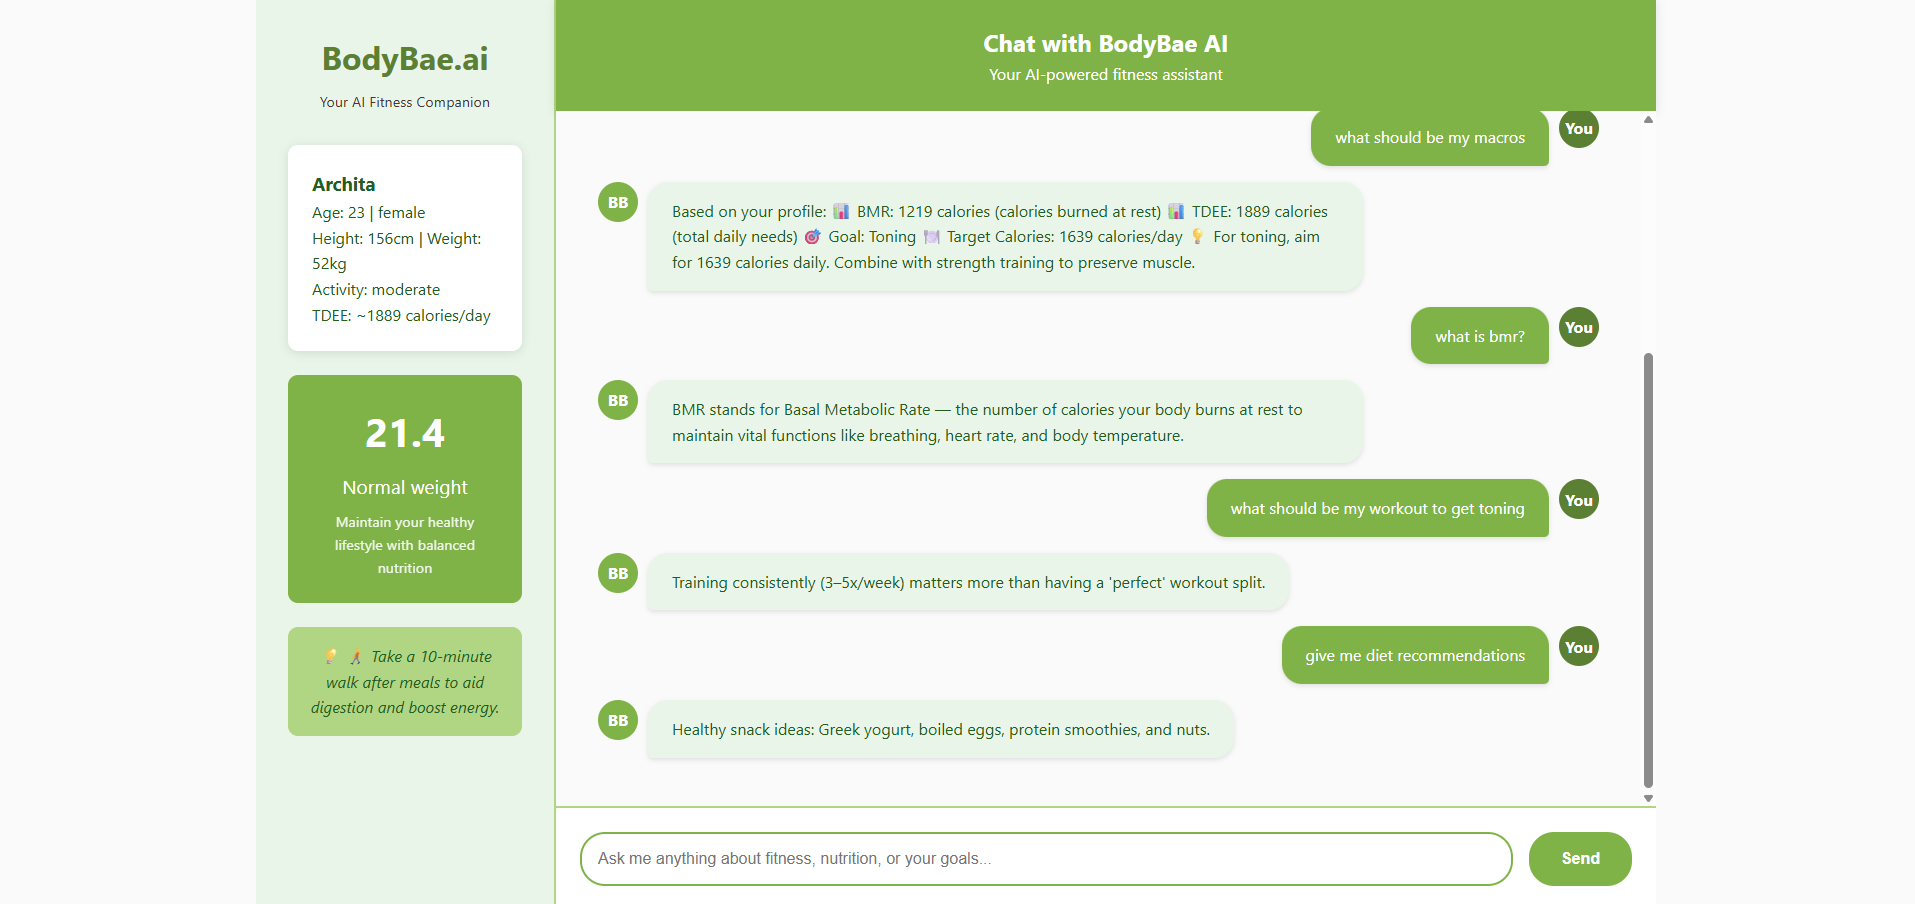 BodyBae.ai
Your AI Fitness Companion
Archita
Age: 23 | female
Height: 156cm | Weight:
52kg
Activity: moderate
TDEE: ~1889 calories/day
21.4
Normal weight
Maintain your healthy
lifestyle with balanced
nutrition
💡 🚶 Take a 10-minute
walk after meals to aid
digestion and boost energy.
Chat with BodyBae AI
Your AI-powered fitness assistant
what should be my macros
You
BB
Based on your profile: 📊 BMR: 1219 calories (calories burned at rest) 📊 TDEE: 1889 calories
(total daily needs) 🎯 Goal: Toning 🍽️ Target Calories: 1639 calories/day 💡 For toning, aim
for 1639 calories daily. Combine with strength training to preserve muscle.
what is bmr?
You
BB
BMR stands for Basal Metabolic Rate — the number of calories your body burns at rest to
maintain vital functions like breathing, heart rate, and body temperature.
what should be my workout to get toning
You
BB
Training consistently (3–5x/week) matters more than having a 'perfect' workout split.
give me diet recommendations
You
BB
Healthy snack ideas: Greek yogurt, boiled eggs, protein smoothies, and nuts.
Ask me anything about fitness, nutrition, or your goals...
Send